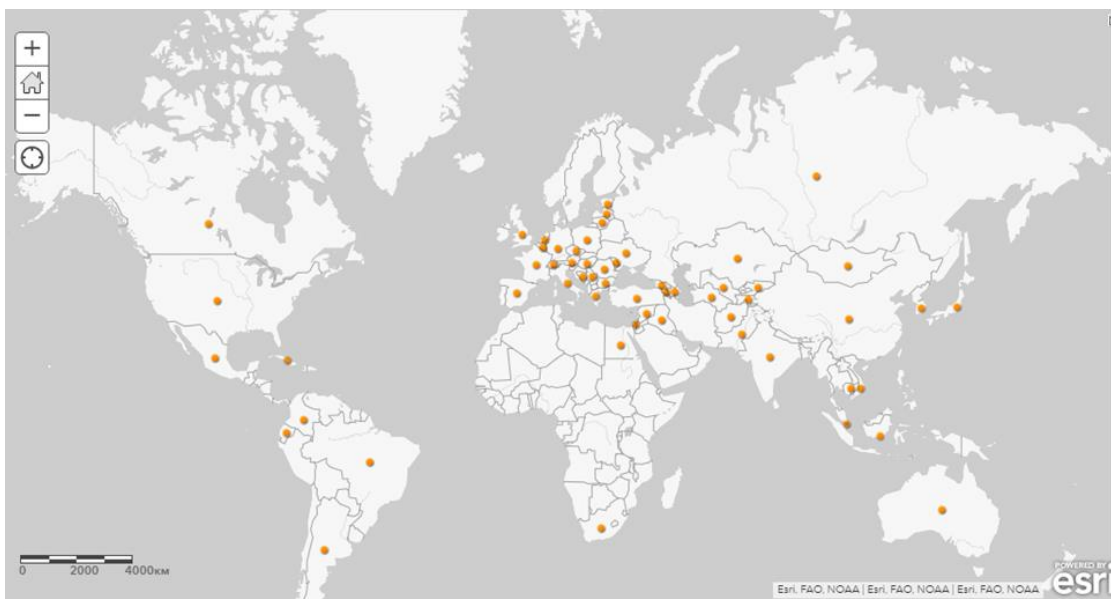 +
−
0 2000 4000км
Esri, FAO, NOAA | Esri, FAO, NOAA | Esri, FAO, NOAA
POWERED BY
esri